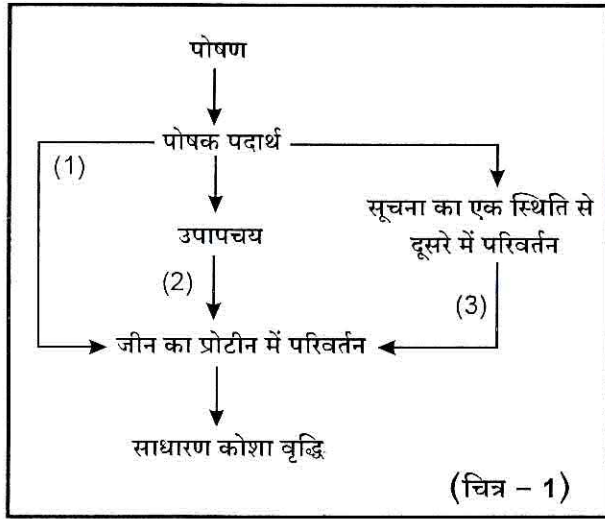 पोषण
पोषक पदार्थ
(1)
सूचना का एक स्थिति से
दूसरे में परिवर्तन
उपापचय
(2)
(3)
जीन का प्रोटीन में परिवर्तन
साधारण कोशा वृद्धि
(चित्र – 1)